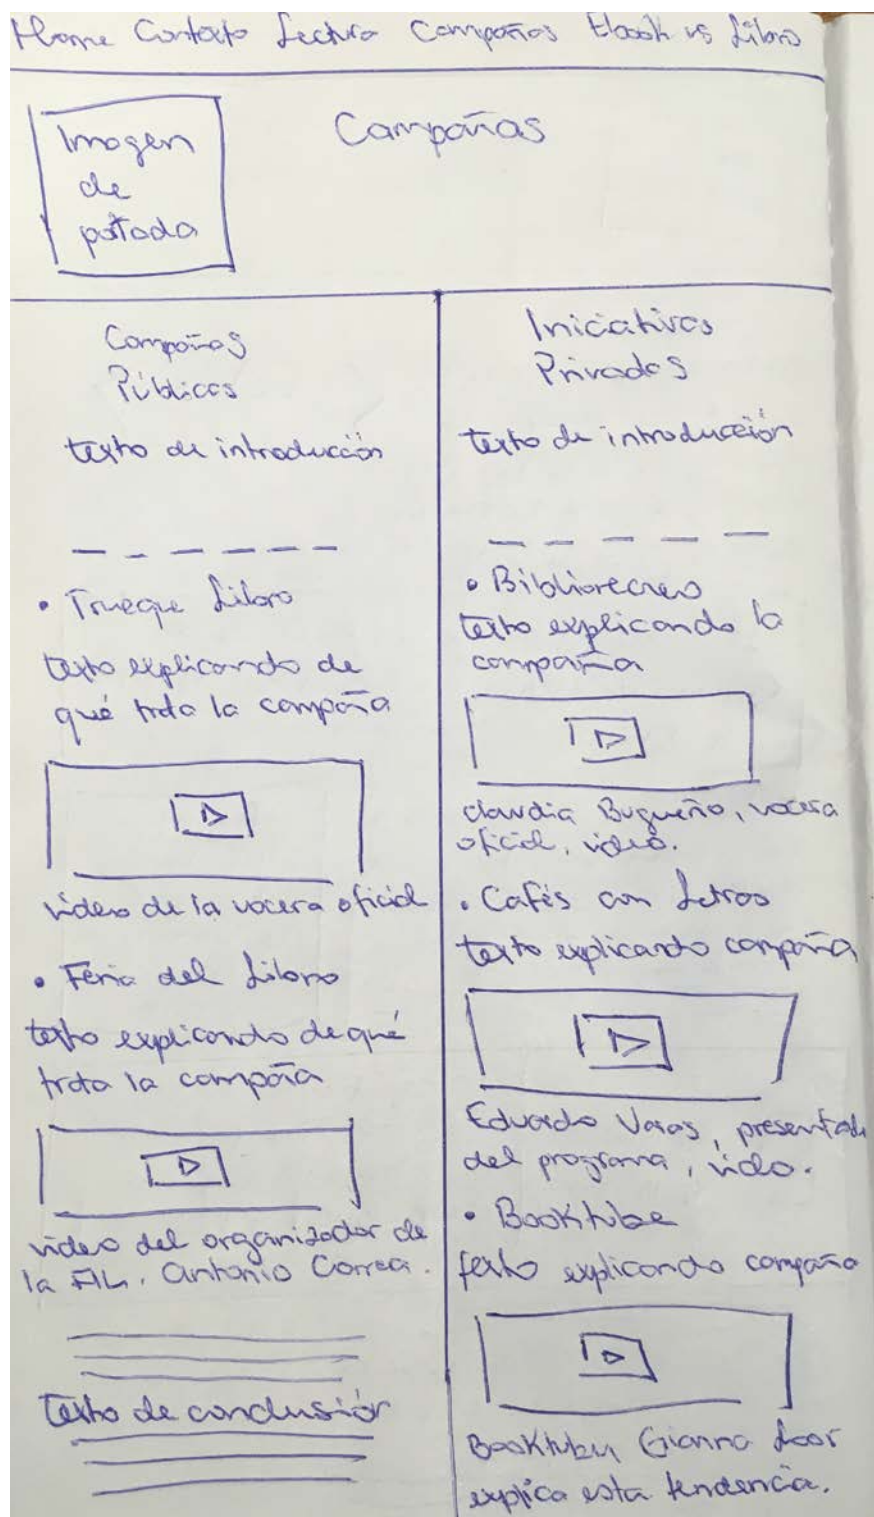 Home Contexto Lectura Campañas Ebook vs Libro
Imagen
de
potada
Campañas
Campañas
Públicas
texto de introducción
• Trueque Libro
texto explicando de
qué trata la campaña
video de la vocera oficial
• Feria del Libro
texto explicando de qué
trata la campaña
video del organizador de
la FIL, Antonio Correa.
Texto de conclusión
Iniciativas
Privadas
texto de introducción
• Bibliorecreo
texto explicando la
campaña
Claudia Bugueño, vocera
oficial, video.
• Cafés con Letras
texto explicando campaña
Eduardo Varas, presentad
del programa, video.
• Booktube
texto explicando campaña
Booktuber Gianna Loor
explica esta tendencia.